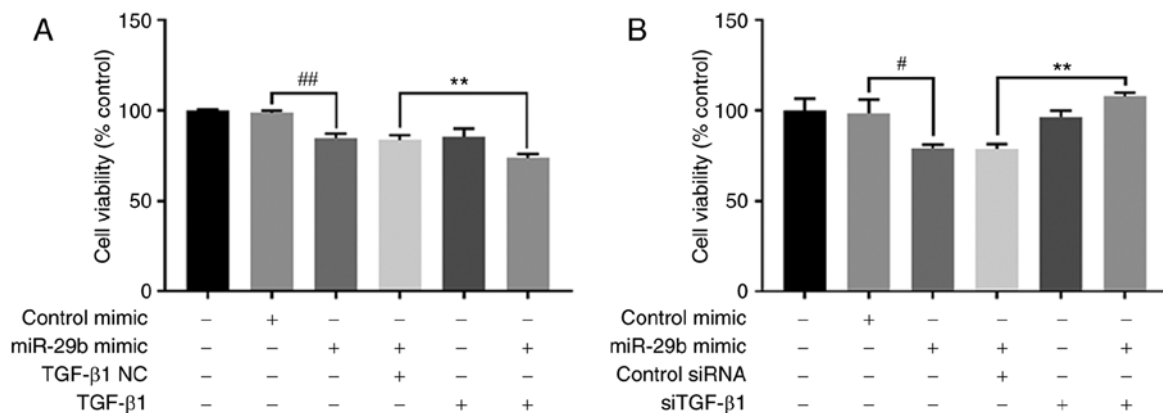 A
Cell viability (% control)
150
100
50
0
##
**
Control mimic – + – – – –
miR-29b mimic – – + + – +
TGF-β1 NC – – – + – –
TGF-β1 – – – – + +
B
Cell viability (% control)
150
100
50
0
#
**
Control mimic – + – – – –
miR-29b mimic – – + + – +
Control siRNA – – – + – –
siTGF-β1 – – – – + +